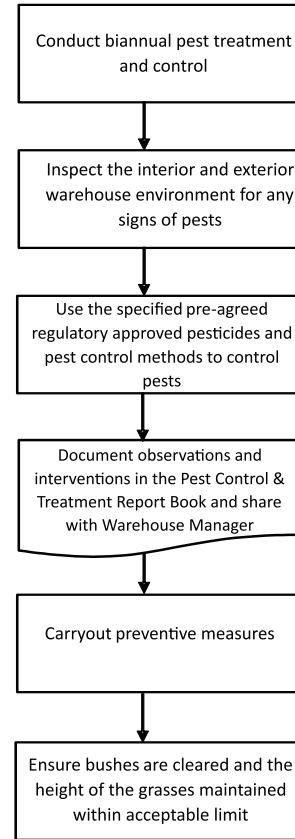 Conduct biannual pest treatment
and control
Inspect the interior and exterior
warehouse environment for any
signs of pests
Use the specified pre-agreed
regulatory approved pesticides and
pest control methods to control
pests
Document observations and
interventions in the Pest Control &
Treatment Report Book and share
with Warehouse Manager
Carryout preventive measures
Ensure bushes are cleared and the
height of the grasses maintained
within acceptable limit